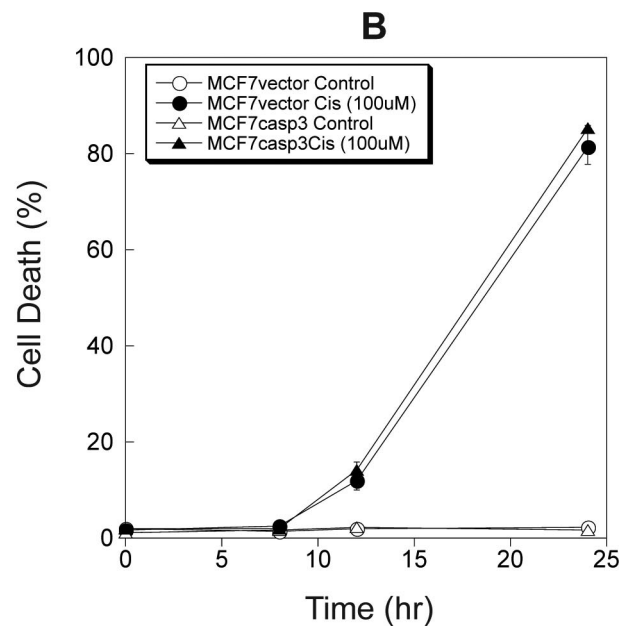 B
MCF7vector Control
MCF7vector Cis (100uM)
MCF7casp3 Control
MCF7casp3Cis (100uM)
Cell Death (%)
100
80
60
40
20
0
0 5 10 15 20 25
Time (hr)